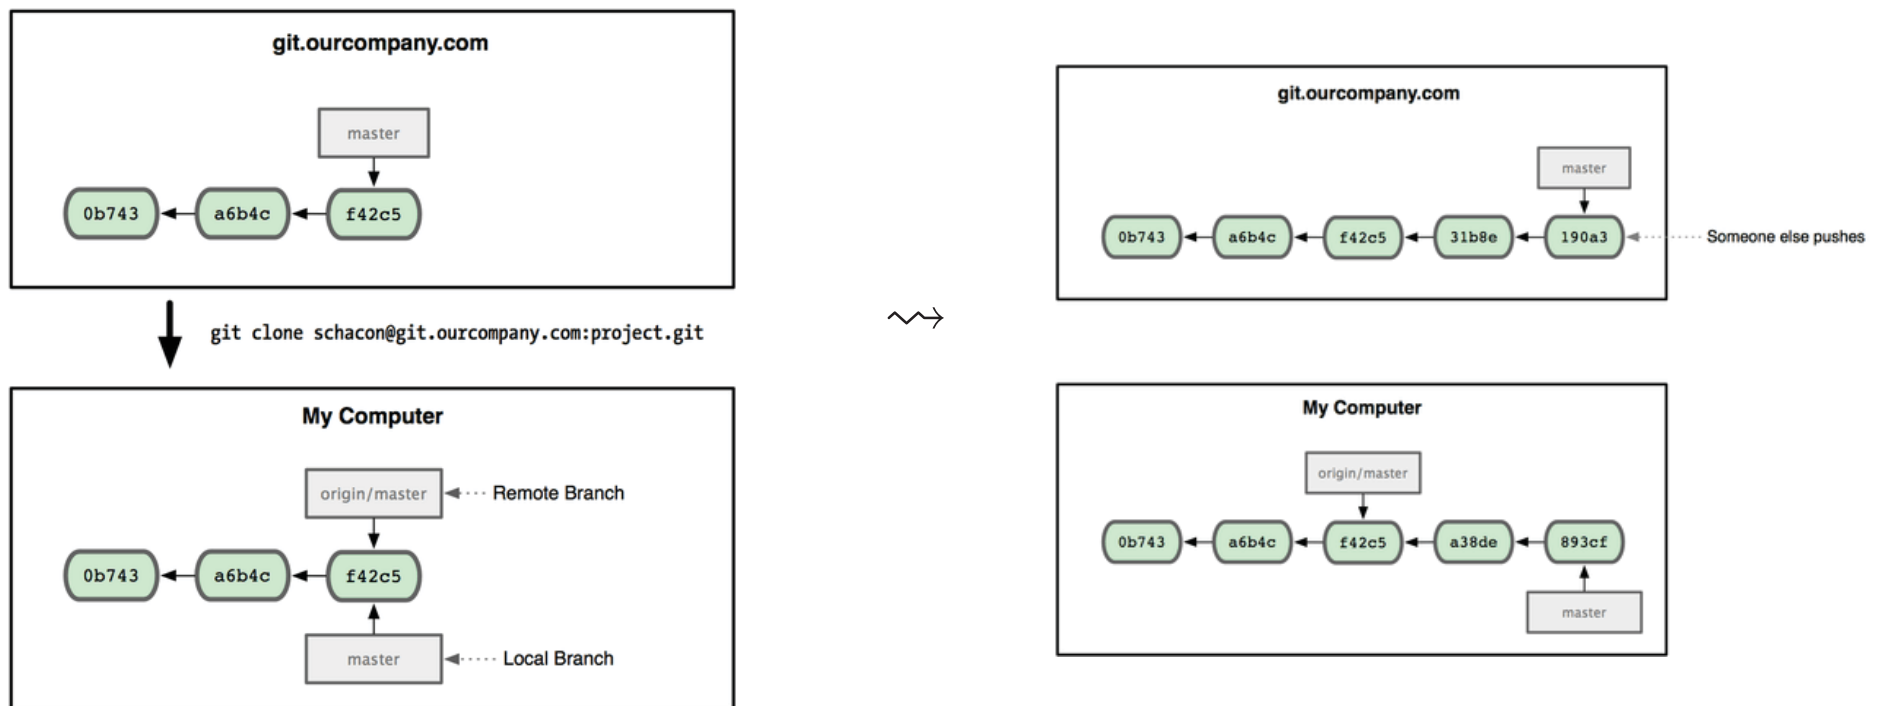 git.ourcompany.com
master
0b743
a6b4c
f42c5
git clone schacon@git.ourcompany.com:project.git
My Computer
origin/master
Remote Branch
0b743
a6b4c
f42c5
master
Local Branch
git.ourcompany.com
master
0b743
a6b4c
f42c5
31b8e
190a3
Someone else pushes
My Computer
origin/master
0b743
a6b4c
f42c5
a38de
893cf
master